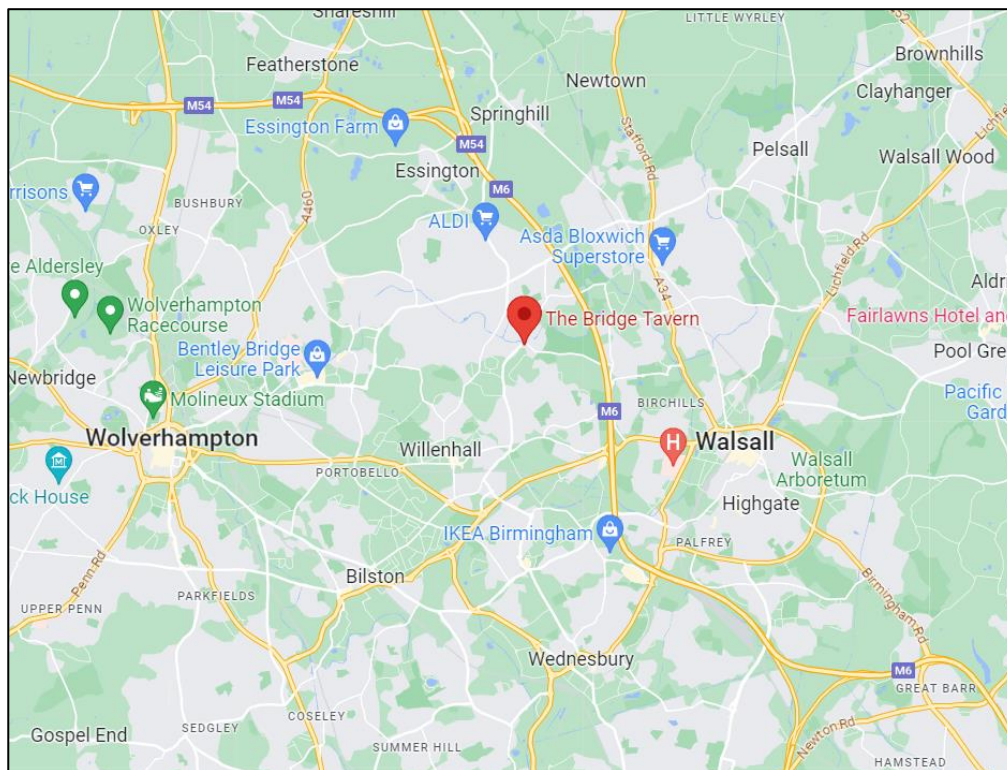 Shareshill
LITTLE WYRLEY
Featherstone
Newtown
Brownhills
Clayhanger
M54
M54
Essington Farm
Springhill
Stafford Rd
Lichfield
M54
Essington
Pelsall
Walsall Wood
rrisons
BUSHBURY
A460
M6
OXLEY
ALDI
Asda Bloxwich
Superstore
Lichfield Rd
e Aldersley
A34
Aldri
Wolverhampton
Racecourse
The Bridge Tavern
Fairlawns Hotel and
Bentley Bridge
Leisure Park
Pool Gre
Newbridge
Molineux Stadium
M6
BIRCHILLS
Pacific
Gard
Wolverhampton
Willenhall
H
Walsall
PORTOBELLO
Walsall
Arboretum
ck House
Highgate
IKEA Birmingham
PALFREY
Penn Rd
Bilston
PARKFIELDS
UPPER PENN
Birmingham Rd
Wednesbury
M6
GREAT BARR
COSELEY
SEDGLEY
Gospel End
SUMMER HILL
Newton Rd
HAMSTEAD